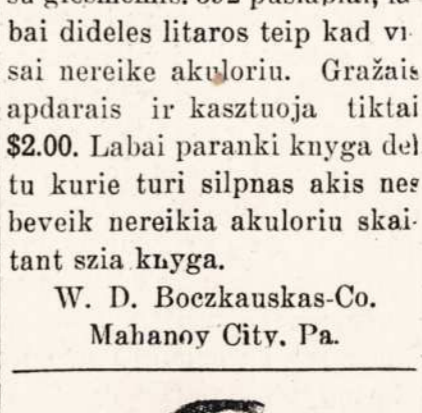 bai dideles litaros teip kad vi-
sai nereike akuloriu. Gražais
apdarais ir kasztuoja tiktai
$2.00. Labai paranki knyga del
tu kurie turi silpnas akis nes
beveik nereikia akuloriu skai-
tant szia knyga.
W. D. Boczkauskas-Co.
Mahanoy City, Pa.